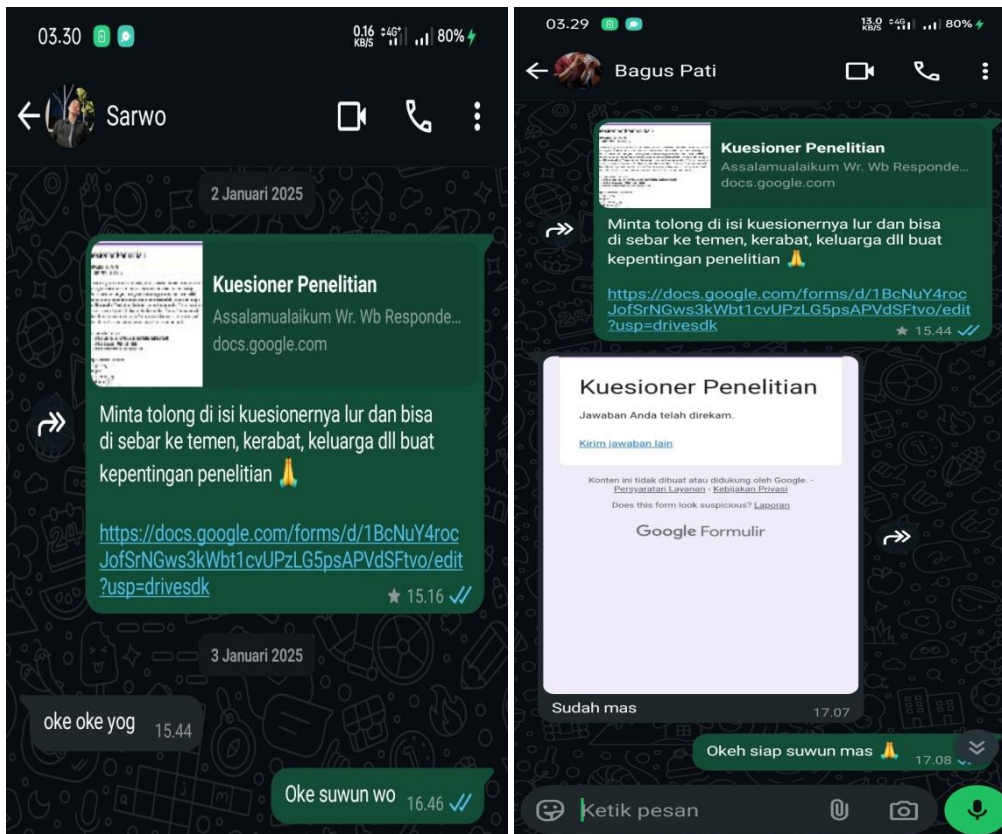 03.30
0.16 KB/S 4G+ 80%
Sarwo
2 Januari 2025
Kuesioner Penelitian
Assalamualaikum Wr. Wb Responde...
docs.google.com
Minta tolong di isi kuesionernya lur dan bisa
di sebar ke temen, kerabat, keluarga dll buat
kepentingan penelitian 🙏
https://docs.google.com/forms/d/1BcNuY4roc
JofSrNGws3kWbt1cvUPzLG5psAPVdSFtvo/edit
?usp=drivesdk
15.16
3 Januari 2025
oke oke yog 15.44
Oke suwun wo 16.46
03.29
13.0 KB/S 4G 80%
Bagus Pati
Kuesioner Penelitian
Assalamualaikum Wr. Wb Responde...
docs.google.com
Minta tolong di isi kuesionernya lur dan bisa
di sebar ke temen, kerabat, keluarga dll buat
kepentingan penelitian 🙏
https://docs.google.com/forms/d/1BcNuY4roc
JofSrNGws3kWbt1cvUPzLG5psAPVdSFtvo/edit
?usp=drivesdk
15.44
Kuesioner Penelitian
Jawaban Anda telah direkam.
Kirim jawaban lain
Konten ini tidak dibuat atau didukung oleh Google. -
Persyaratan Layanan - Kebijakan Privasi
Does this form look suspicious? Laporan
Google Formulir
Sudah mas 17.07
Okeh siap suwun mas 🙏 17.08
Ketik pesan